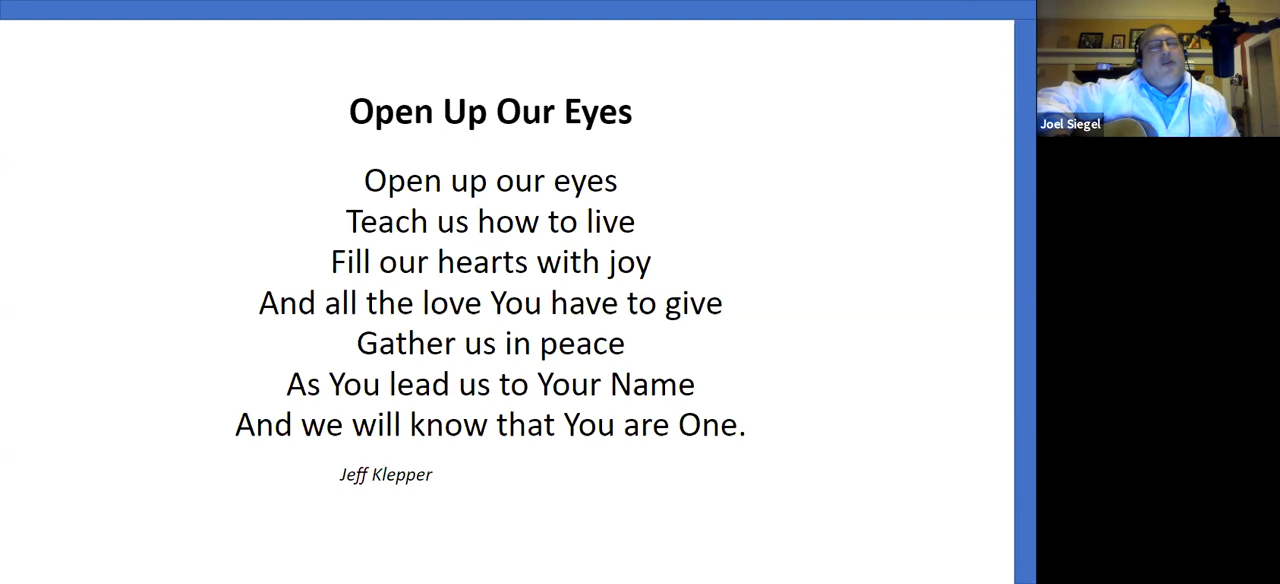 Open Up Our Eyes
Open up our eyes
Teach us how to live
Fill our hearts with joy
And all the love You have to give
Gather us in peace
As You lead us to Your Name
And we will know that You are One.
Jeff Klepper
Joel Siegel